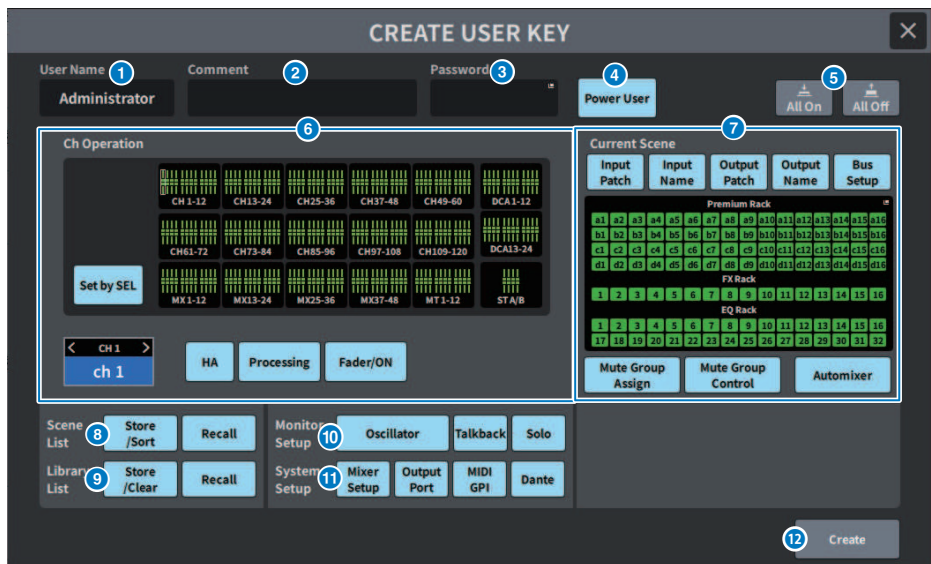 CREATE USER KEY
User Name 1 Comment 2 Password 3
Administrator
4 Power User
5 All On All Off
6
Ch Operation
CH 1-12 CH13-24 CH25-36 CH37-48 CH49-60 DCA1-12
CH61-72 CH73-84 CH85-96 CH97-108 CH109-120 DCA13-24
Set by SEL
MX 1-12 MX13-24 MX25-36 MX37-48 MT 1-12 ST A/B
< CH 1 >
ch 1
HA Processing Fader/ON
7
Current Scene
Input Patch Input Name Output Patch Output Name Bus Setup
Premium Rack
a1 a2 a3 a4 a5 a6 a7 a8 a9 a10 a11 a12 a13 a14 a15 a16
b1 b2 b3 b4 b5 b6 b7 b8 b9 b10 b11 b12 b13 b14 b15 b16
c1 c2 c3 c4 c5 c6 c7 c8 c9 c10 c11 c12 c13 c14 c15 c16
d1 d2 d3 d4 d5 d6 d7 d8 d9 d10 d11 d12 d13 d14 d15 d16
FX Rack
1 2 3 4 5 6 7 8 9 10 11 12 13 14 15 16
EQ Rack
1 2 3 4 5 6 7 8 9 10 11 12 13 14 15 16
17 18 19 20 21 22 23 24 25 26 27 28 29 30 31 32
Mute Group Assign Mute Group Control Automixer
Scene List 8 Store /Sort Recall
Monitor Setup 10 Oscillator Talkback Solo
Library List 9 Store /Clear Recall
System Setup 11 Mixer Setup Output Port MIDI GPI Dante
12 Create